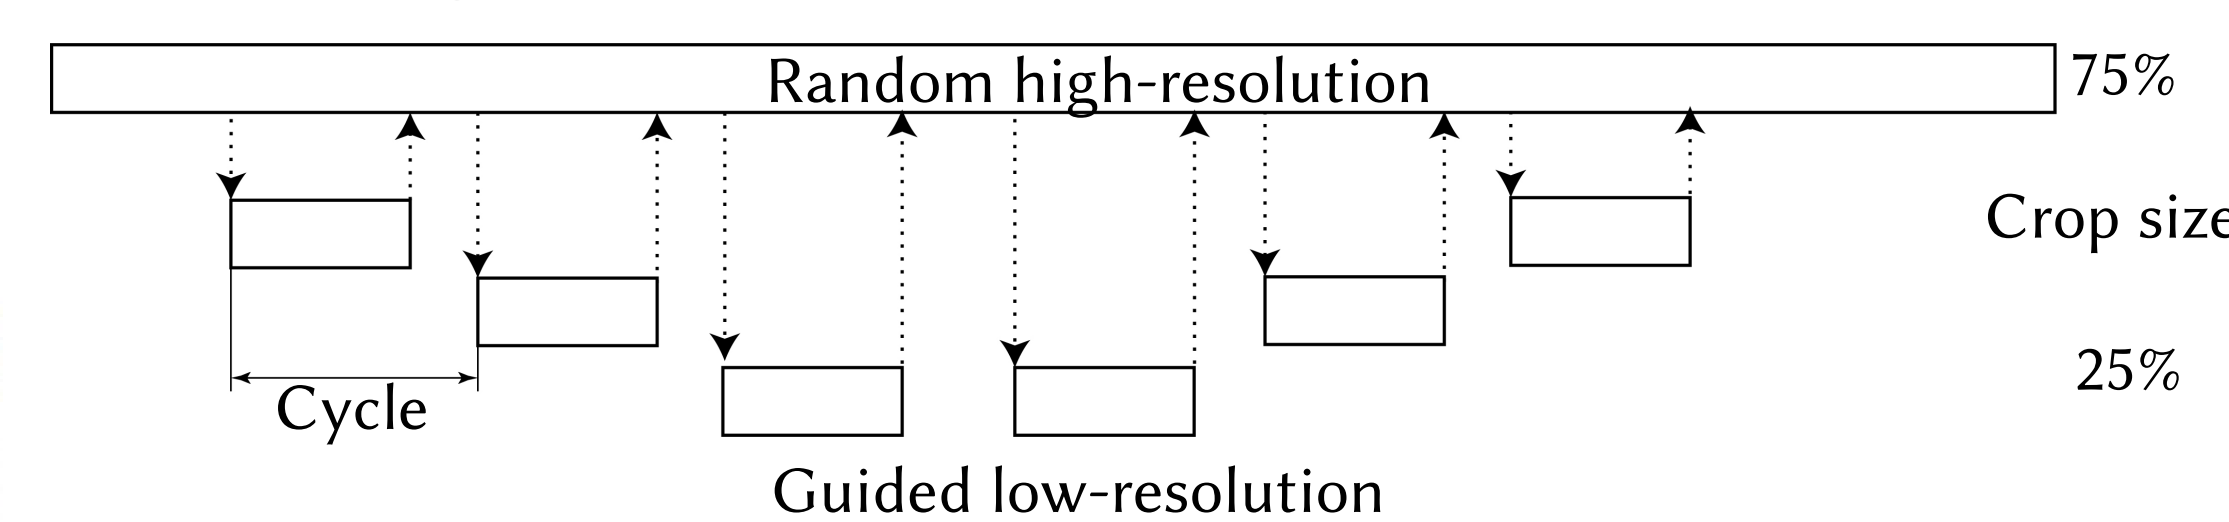 Random high-resolution
75%
Crop size
25%
Cycle
Guided low-resolution